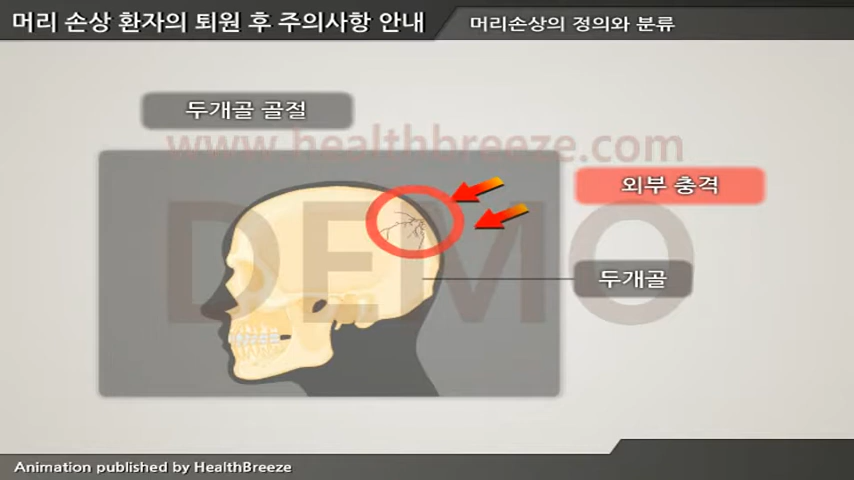 머리 손상 환자의 퇴원 후 주의사항 안내
머리손상의 정의와 분류
두개골 골절
www.healthbreeze.com
외부 충격
DEMO
두개골
Animation published by HealthBreeze